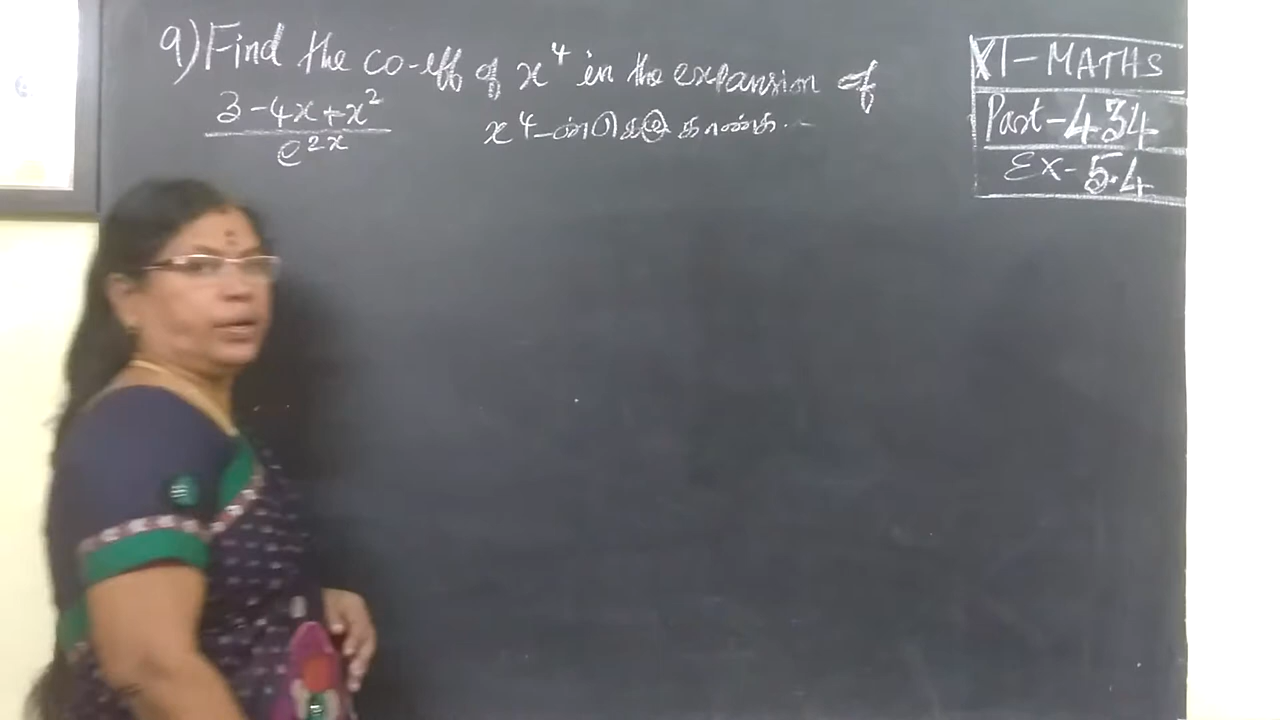 9) Find the co-eff of x⁴ in the expansion of
3-4x+x²
e²ˣ
x⁴-ன் கெழு காண்க.
XI-MATHS
Part-434
Ex-5.4